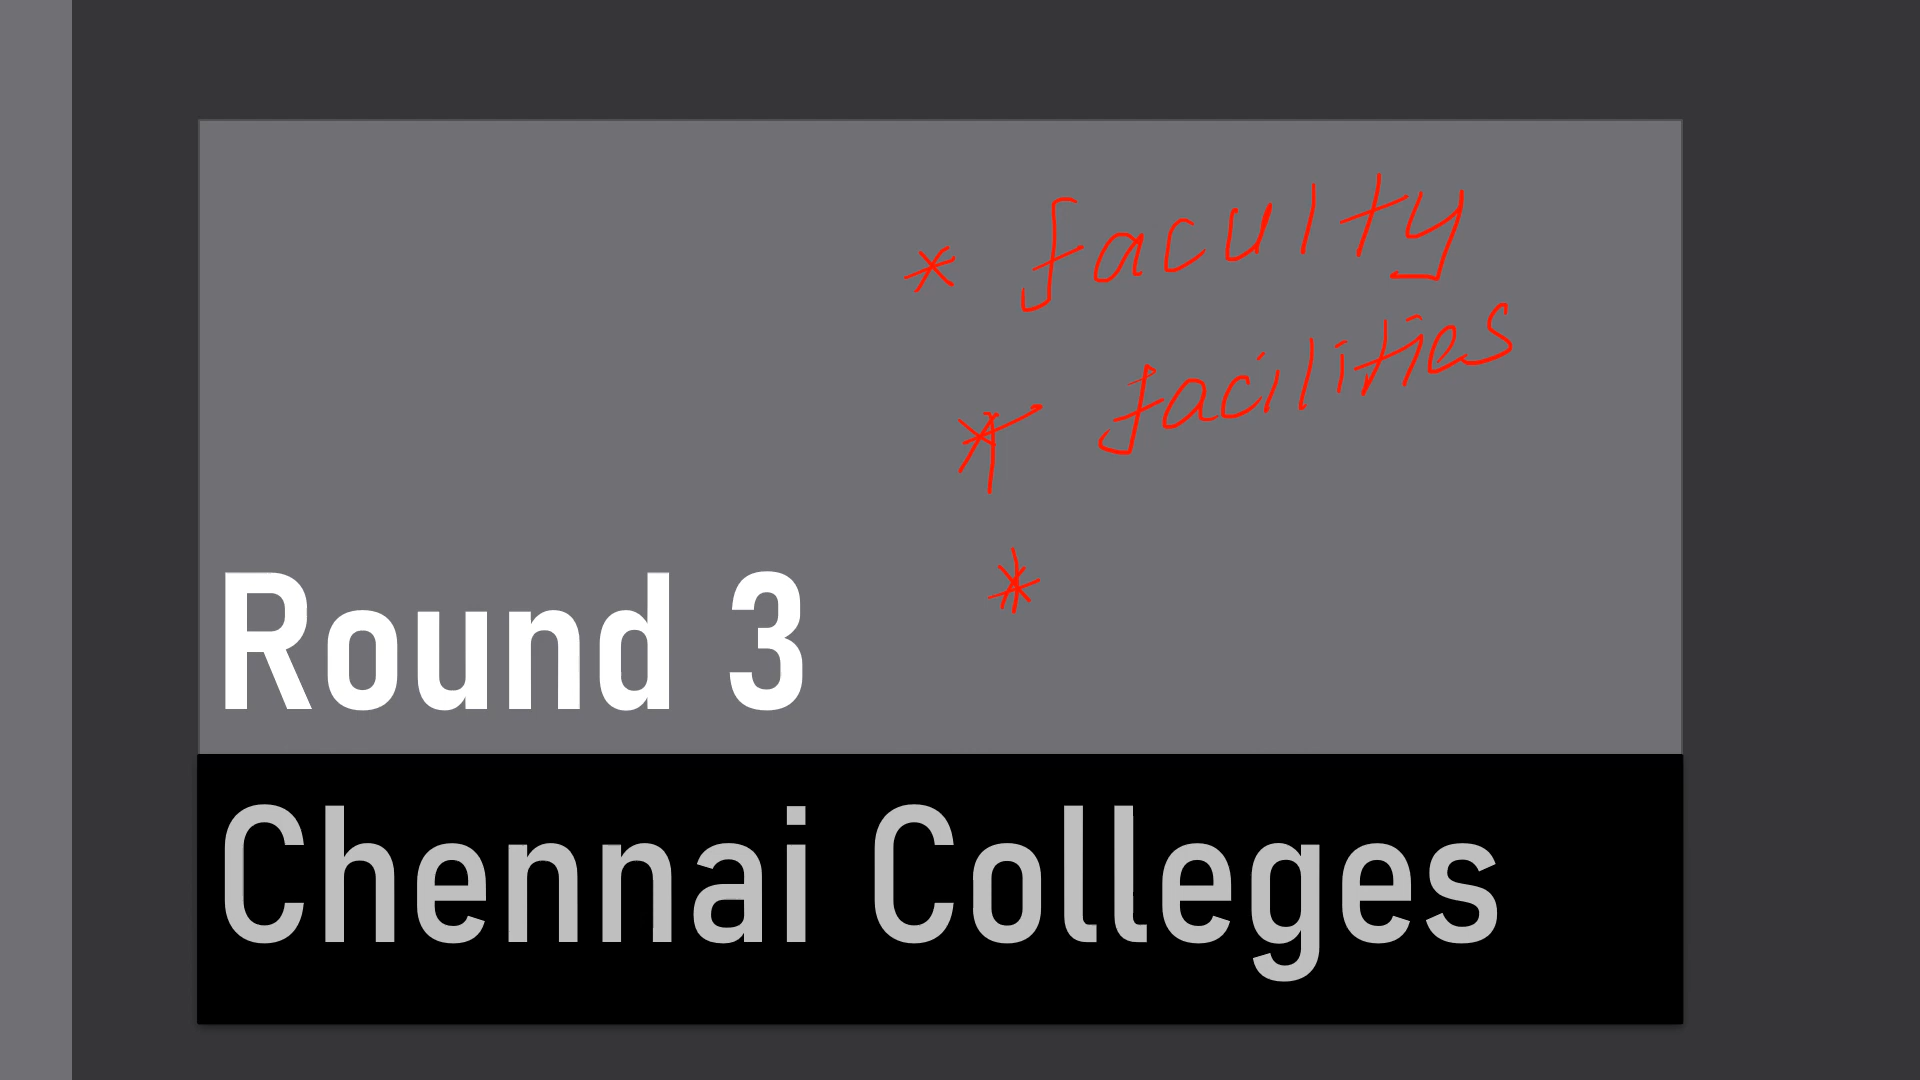 * faculty
* facilities
*
Round 3
Chennai Colleges